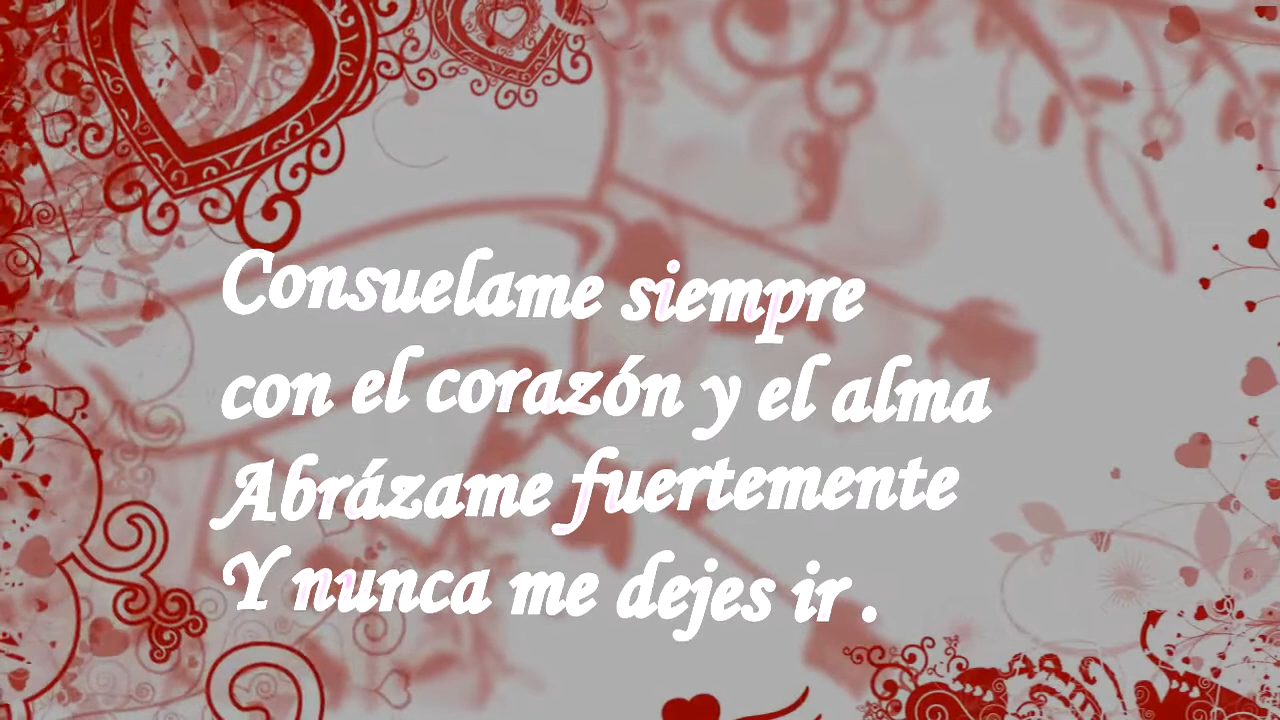 Consuelame siempre
con el corazón y el alma
Abrázame fuertemente
Y nunca me dejes ir .